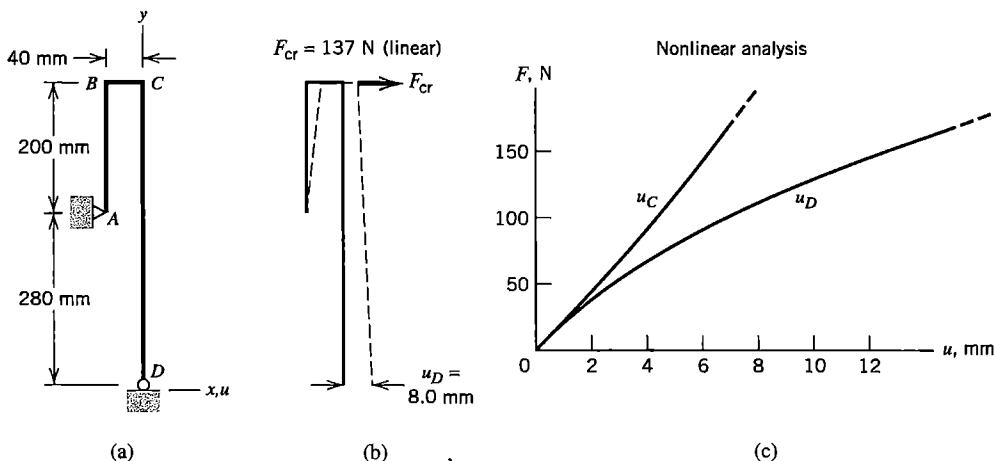 y
40 mm
B
C
200 mm
A
280 mm
D
x,u
(a)
F_cr = 137 N (linear)
F_cr
u_D =
8.0 mm
(b)
,
Nonlinear analysis
F, N
150
100
50
0
u_C
u_D
0 2 4 6 8 10 12
u, mm
(c)